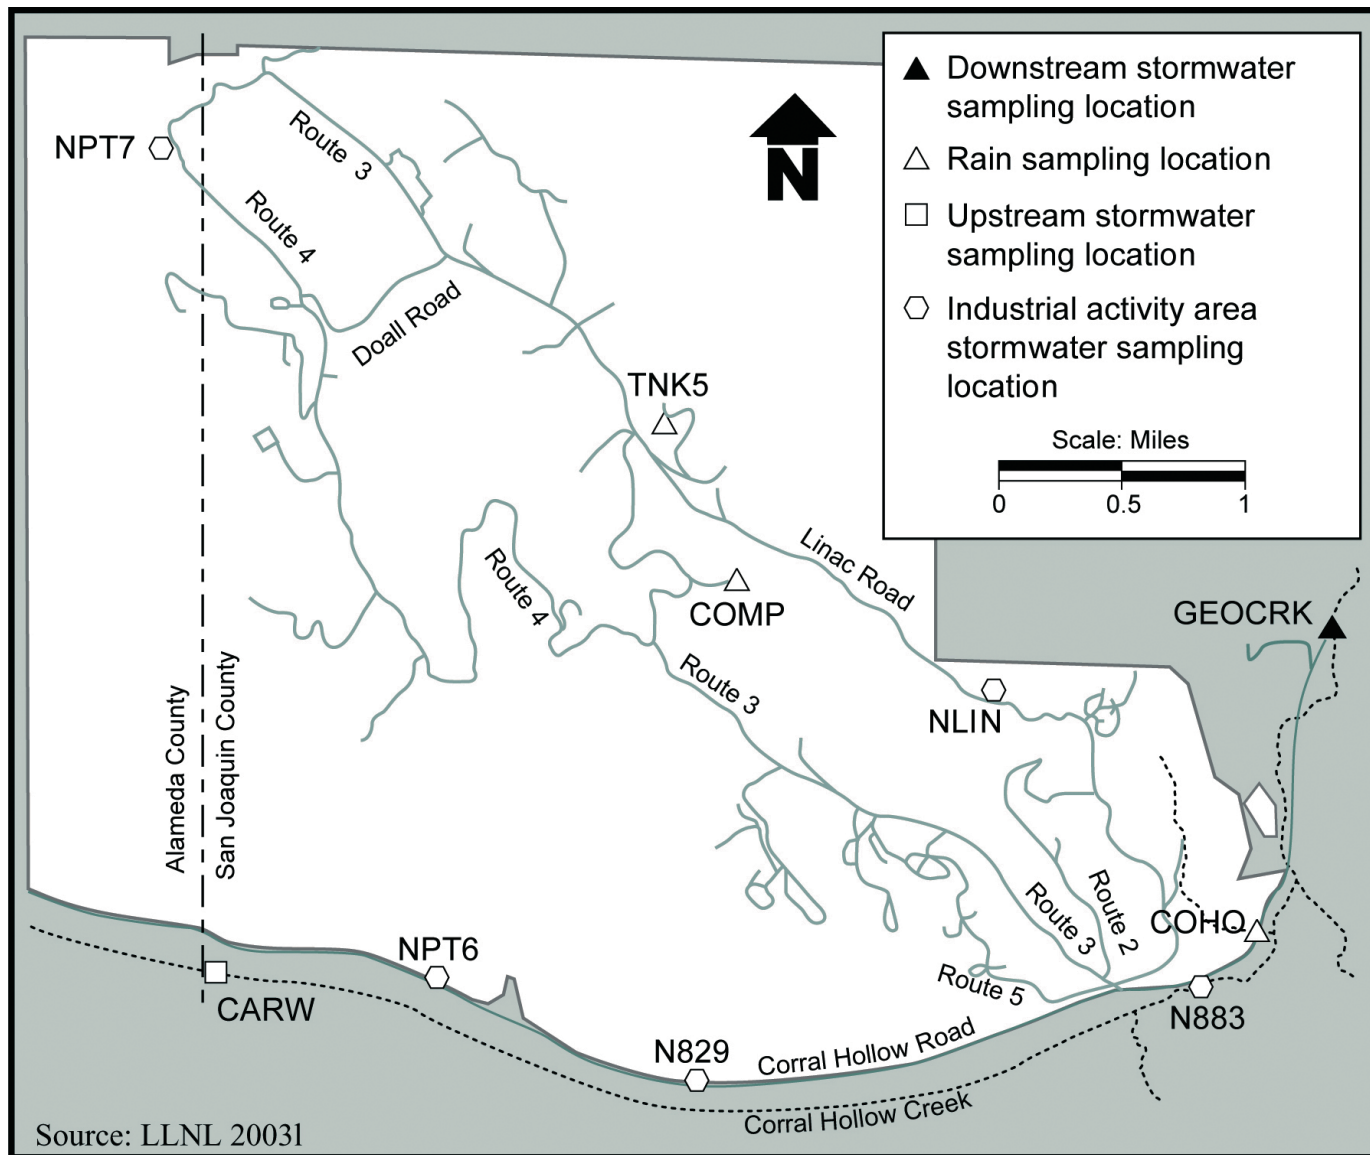 Downstream stormwater
sampling location
Rain sampling location
Upstream stormwater
sampling location
Industrial activity area
stormwater sampling
location
Scale: Miles
0 0.5 1
N
NPT7
Route 3
Route 4
Doall Road
TNK5
Linac Road
COMP
Route 4
Route 3
GEOCRK
NLIN
Alameda County
San Joaquin County
Route 3
Route 2
COHO
NPT6
CARW
Route 5
N883
N829
Corral Hollow Road
Corral Hollow Creek
Source: LLNL 2003l